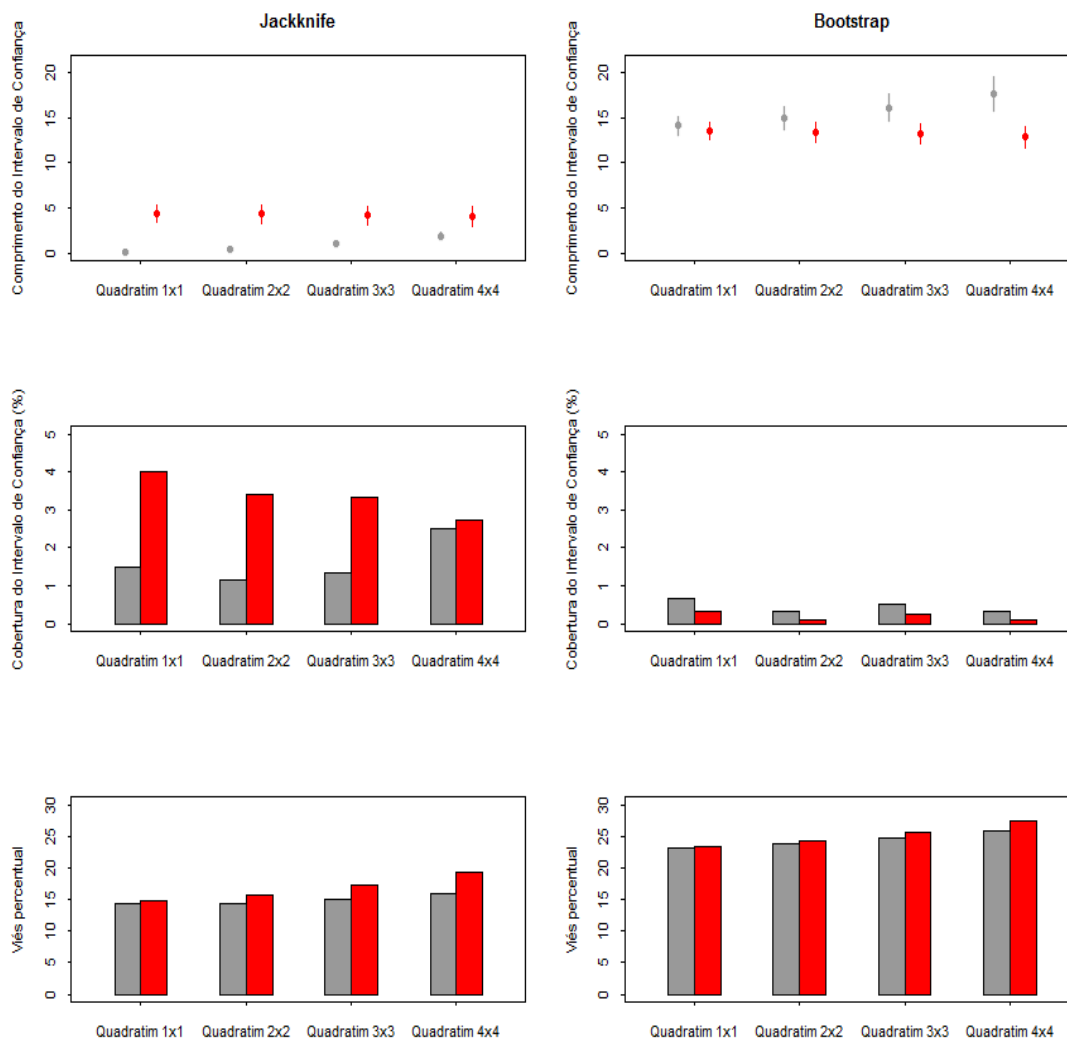 Jackknife
Bootstrap
Comprimento do Intervalo de Confiança
20
15
10
5
0
Quadratim 1x1 Quadratim 2x2 Quadratim 3x3 Quadratim 4x4
Comprimento do Intervalo de Confiança
20
15
10
5
0
Quadratim 1x1 Quadratim 2x2 Quadratim 3x3 Quadratim 4x4
Cobertura do Intervalo de Confiança (%)
5
4
3
2
1
0
Quadratim 1x1 Quadratim 2x2 Quadratim 3x3 Quadratim 4x4
Cobertura do Intervalo de Confiança (%)
5
4
3
2
1
0
Quadratim 1x1 Quadratim 2x2 Quadratim 3x3 Quadratim 4x4
Viés percentual
30
25
20
15
10
5
0
Quadratim 1x1 Quadratim 2x2 Quadratim 3x3 Quadratim 4x4
Viés percentual
30
25
20
15
10
5
0
Quadratim 1x1 Quadratim 2x2 Quadratim 3x3 Quadratim 4x4